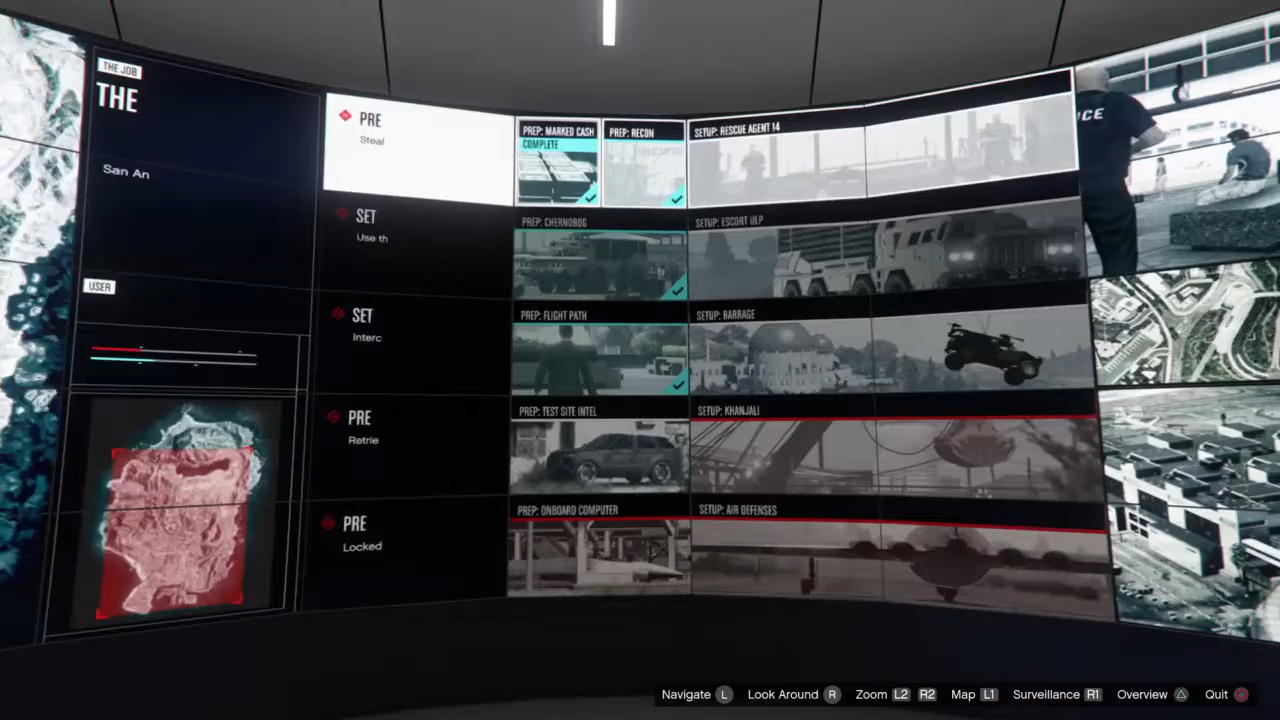 THE JOB
THE
San An
USER
PRE
Steal
SET
Use th
SET
Interc
PRE
Retrie
PRE
Locked
PREP: MARKED CASH
COMPLETE
PREP: RECON
SETUP: RESCUE AGENT 14
PREP: CHERNOBOG
SETUP: ESCORT ULP
PREP: FLIGHT PATH
SETUP: BARRAGE
PREP: TEST SITE INTEL
SETUP: KHANJALI
PREP: ONBOARD COMPUTER
SETUP: AIR DEFENSES
ICE
Navigate L Look Around R Zoom L2 R2 Map L1 Surveillance R1 Overview Quit